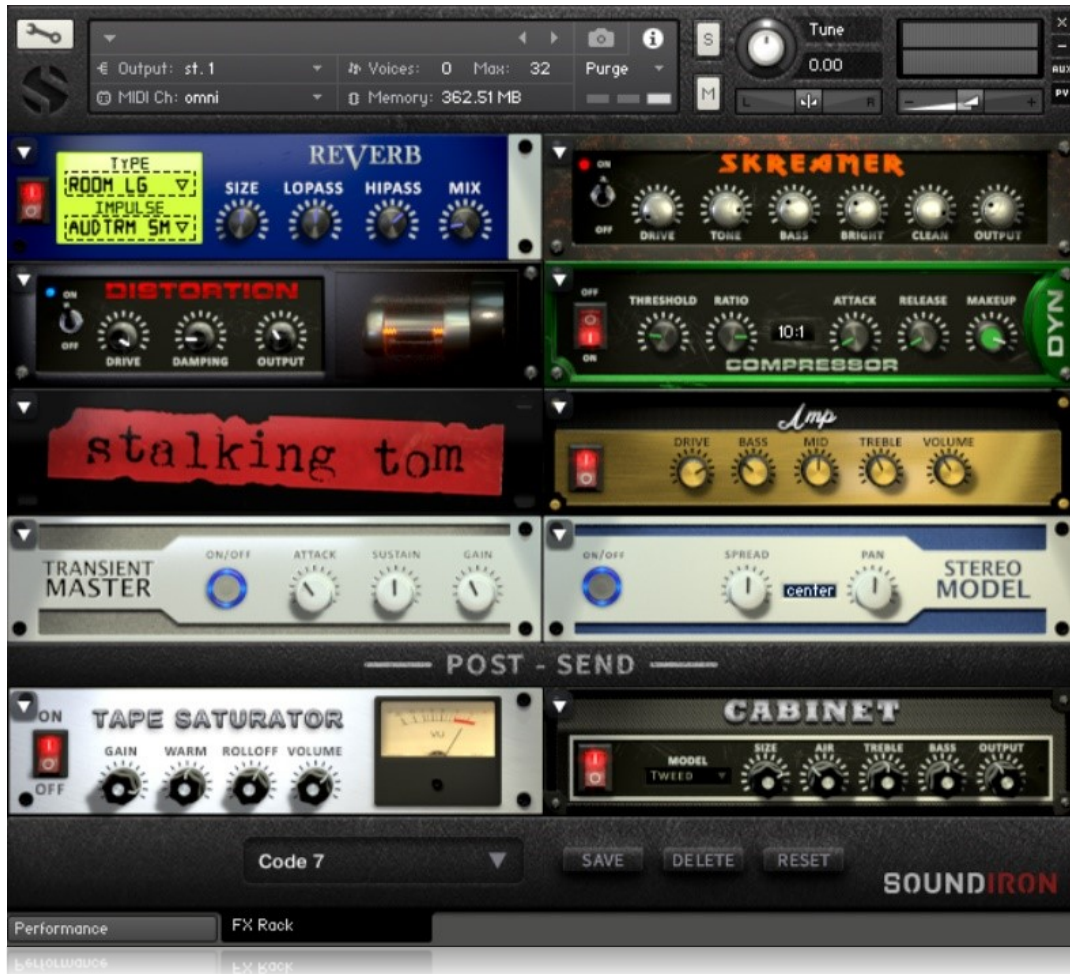 Tune
S
Output: st. 1
Voices: 0 Max: 32
Purge
0.00
MIDI Ch: omni
Memory: 362.51 MB
M
L
R
-
+
×
-
AUX
PV
REVERB
TYPE
ROOM LG
IMPULSE
AUDTRM SM
SIZE LOPASS HIPASS MIX
SKREAMER
ON
OFF
DRIVE TONE BASS BRIGHT CLEAN OUTPUT
DISTORTION
ON
OFF
DRIVE DAMPING OUTPUT
OFF
ON
THRESHOLD RATIO ATTACK RELEASE MAKEUP
10:1
COMPRESSOR
DYN
stalking tom
Amp
DRIVE BASS MID TREBLE VOLUME
TRANSIENT
MASTER
ON/OFF ATTACK SUSTAIN GAIN
ON/OFF SPREAD PAN
center
STEREO
MODEL
POST - SEND
ON
OFF
TAPE SATURATOR
GAIN WARM ROLLOFF VOLUME
VU
CABINET
MODEL
TWEED
SIZE AIR TREBLE BASS OUTPUT
Code 7
SAVE DELETE RESET
SOUNDIRON
Performance
FX Rack